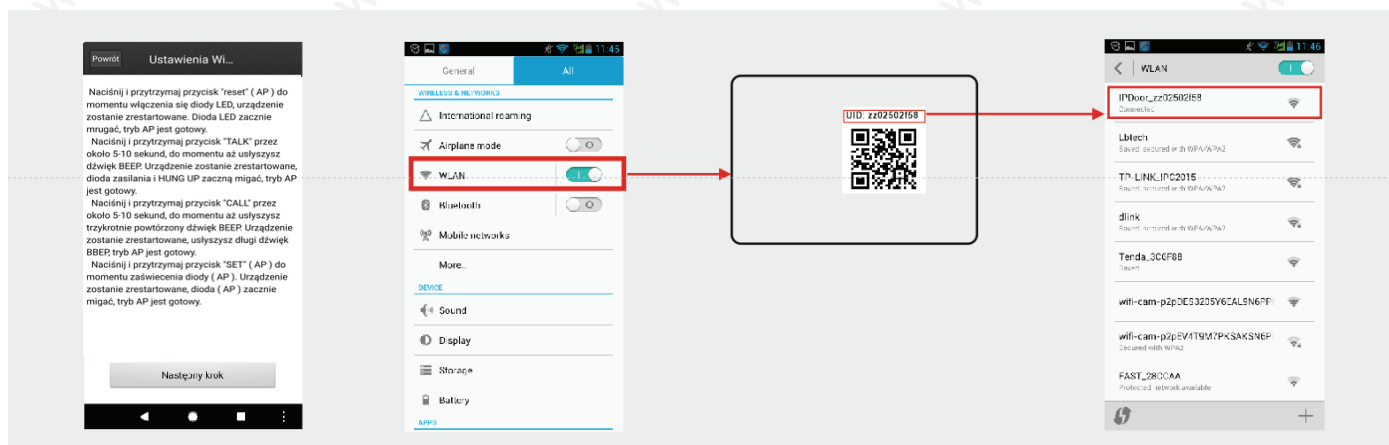 Powrót
Ustawienia Wi...
Naciśnij i przytrzymaj przycisk "reset" ( AP ) do
momentu włączenia się diody LED, urządzenie
zostanie zrestartowane. Dioda LED zacznie
mrugać, tryb AP jest gotowy.
Naciśnij i przytrzymaj przycisk "TALK" przez
około 5-10 sekund, do momentu aż usłyszysz
dźwięk BEEP. Urządzenie zostanie zrestartowane,
dioda zasilania i HUNG UP zaczną migać, tryb AP
jest gotowy.
Naciśnij i przytrzymaj przycisk "CALL" przez
około 5-10 sekund, do momentu aż usłyszysz
trzykrotnie powtórzony dźwięk BEEP. Urządzenie
zostanie zrestartowane, usłyszysz długi dźwięk
BBEP, tryb AP jest gotowy.
Naciśnij i przytrzymaj przycisk "SET" ( AP ) do
momentu zaświecenia diody ( AP ). Urządzenie
zostanie zrestartowane, dioda ( AP ) zacznie
migać, tryb AP jest gotowy.
Następny krok
11:45
General
All
WIRELESS & NETWORKS
International roaming
Airplane mode
WLAN
Bluetooth
Mobile networks
More..
DEVICE
Sound
Display
Storage
Battery
APPS
UID: zz02502f58
11:46
WLAN
IPDoor_zz02502f58
Connected
Lbtech
Saved, secured with WPA/WPA2
TP-LINK_IPC2015
Saved, secured with WPA/WPA2
dlink
Saved, secured with WPA/WPA2
Tenda_3C6F88
Saved
wifi-cam-p2pDES3205Y6EAL9N6PP
wifi-cam-p2pEV4T9M7PKSAKSN6P
Secured with WPA2
FAST_28CCAA
Protected network available